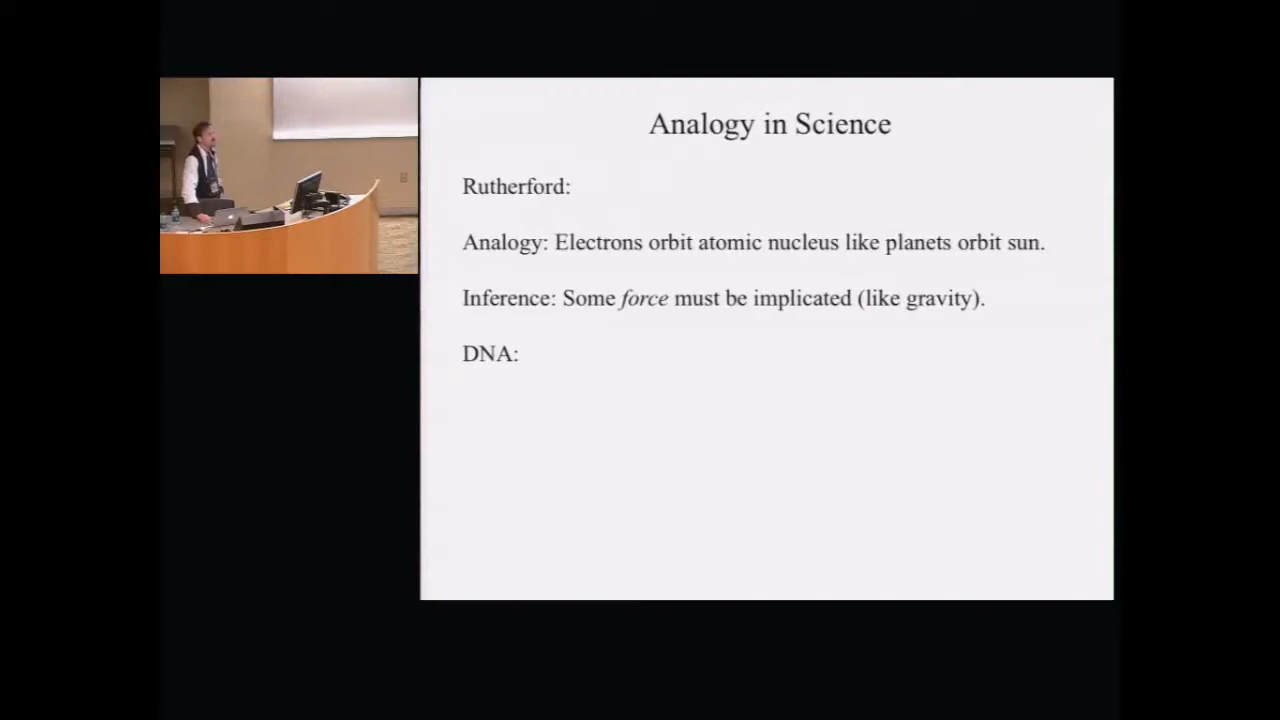 Analogy in Science
Rutherford:
Analogy: Electrons orbit atomic nucleus like planets orbit sun.
Inference: Some force must be implicated (like gravity).
DNA: